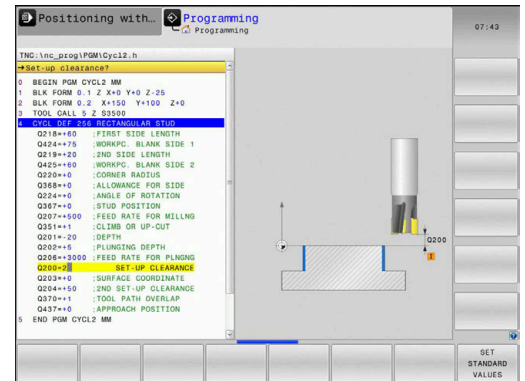 Positioning with...
Programming
Programming
07:43
TNC:\nc_prog\PGM\Cycl2.h
→Set-up clearance?
0 BEGIN PGM CYCL2 MM
1 BLK FORM 0.1 Z X+0 Y+0 Z-25
2 BLK FORM 0.2 X+150 Y+100 Z+0
3 TOOL CALL 5 Z S3500
4 CYCL DEF 256 RECTANGULAR STUD
Q218=+60 ;FIRST SIDE LENGTH
Q424=+75 ;WORKPC. BLANK SIDE 1
Q219=+20 ;2ND SIDE LENGTH
Q425=+60 ;WORKPC. BLANK SIDE 2
Q220=+0 ;CORNER RADIUS
Q368=+0 ;ALLOWANCE FOR SIDE
Q224=+0 ;ANGLE OF ROTATION
Q367=+0 ;STUD POSITION
Q207=+500 ;FEED RATE FOR MILLNG
Q351=+1 ;CLIMB OR UP-CUT
Q201=-20 ;DEPTH
Q202=+5 ;PLUNGING DEPTH
Q206=+3000 ;FEED RATE FOR PLNGNG
Q200=2 SET-UP CLEARANCE
Q203=+0 ;SURFACE COORDINATE
Q204=+50 ;2ND SET-UP CLEARANCE
Q370=+1 ;TOOL PATH OVERLAP
Q437=+0 ;APPROACH POSITION
5 END PGM CYCL2 MM
Q200
I
SET
STANDARD
VALUES